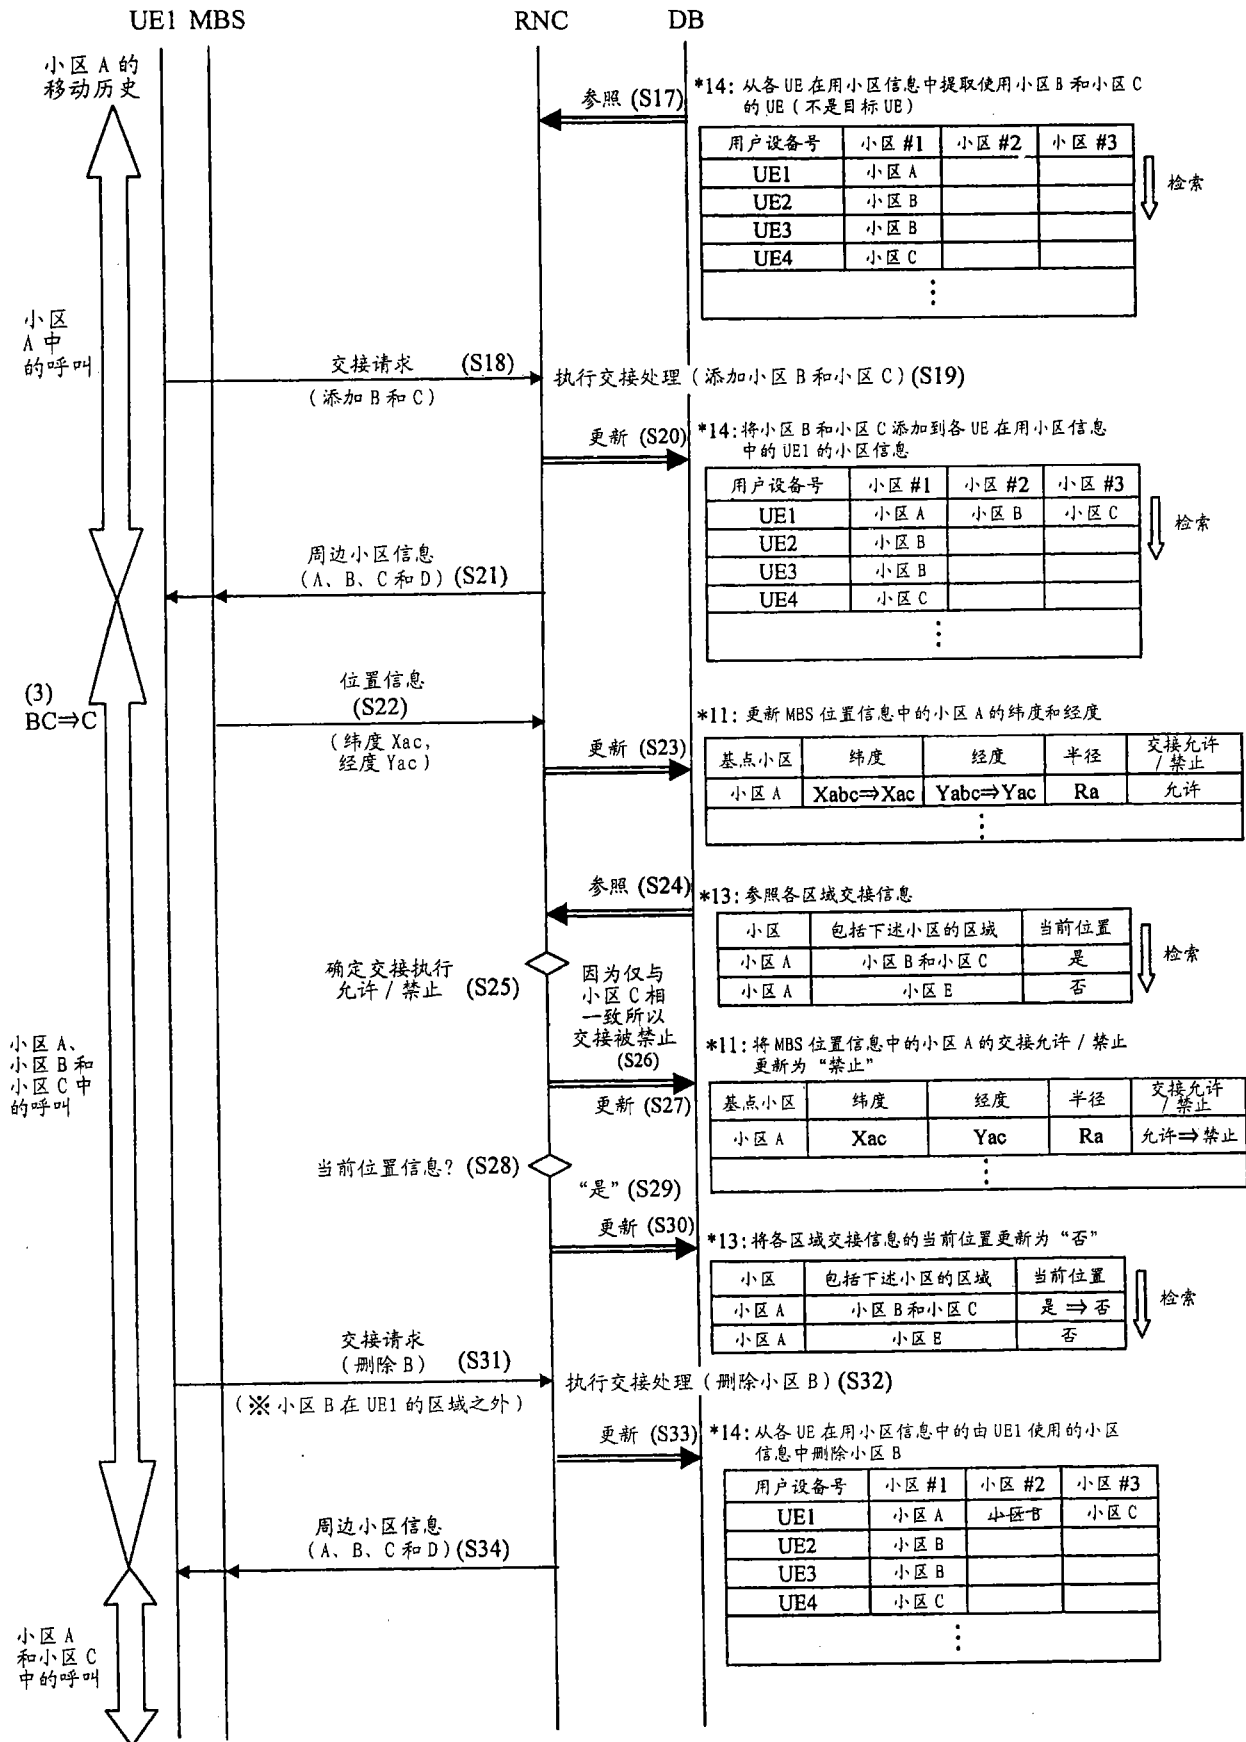 UE1 MBS RNC DB
小区 A 的
移动历史
参照 (S17)
*14: 从各 UE 在用小区信息中提取使用小区 B 和小区 C
的 UE (不是目标 UE)
用户设备号 小区 #1 小区 #2 小区 #3
UE1 小区 A
UE2 小区 B
UE3 小区 B
UE4 小区 C
⋮
检索
小区
A 中
的呼叫
交接请求 (S18)
(添加 B 和 C)
执行交接处理 (添加小区 B 和小区 C) (S19)
更新 (S20)
*14: 将小区 B 和小区 C 添加到各 UE 在用小区信息
中的 UE1 的小区信息
用户设备号 小区 #1 小区 #2 小区 #3
UE1 小区 A 小区 B 小区 C
UE2 小区 B
UE3 小区 B
UE4 小区 C
⋮
检索
周边小区信息
(A、B、C 和 D) (S21)
(3)
BC⇒C
位置信息
(S22)
(纬度 Xac,
经度 Yac)
更新 (S23)
*11: 更新 MBS 位置信息中的小区 A 的纬度和经度
基点小区 纬度 经度 半径 交接允许
/ 禁止
小区 A Xabc⇒Xac Yabc⇒Yac Ra 允许
⋮
参照 (S24)
*13: 参照各区域交接信息
小区 包括下述小区的区域 当前位置
小区 A 小区 B 和小区 C 是
小区 A 小区 E 否
检索
确定交接执行
允许 / 禁止 (S25)
因为仅与
小区 C 相
一致所以
交接被禁止
(S26)
小区 A、
小区 B 和
小区 C 中
的呼叫
更新 (S27)
*11: 将 MBS 位置信息中的小区 A 的交接允许 / 禁止
更新为 “禁止”
基点小区 纬度 经度 半径 交接允许
/ 禁止
小区 A Xac Yac Ra 允许⇒禁止
⋮
当前位置信息? (S28)
“是” (S29)
更新 (S30)
*13: 将各区域交接信息的当前位置更新为 “否”
小区 包括下述小区的区域 当前位置
小区 A 小区 B 和小区 C 是 ⇒ 否
小区 A 小区 E 否
检索
交接请求
(删除 B) (S31)
(※ 小区 B 在 UE1 的区域之外)
执行交接处理 (删除小区 B) (S32)
更新 (S33)
*14: 从各 UE 在用小区信息中的由 UE1 使用的小区
信息中删除小区 B
用户设备号 小区 #1 小区 #2 小区 #3
UE1 小区 A 小区 B 小区 C
UE2 小区 B
UE3 小区 B
UE4 小区 C
⋮
周边小区信息
(A、B、C 和 D) (S34)
小区 A
和小区 C
中的呼叫